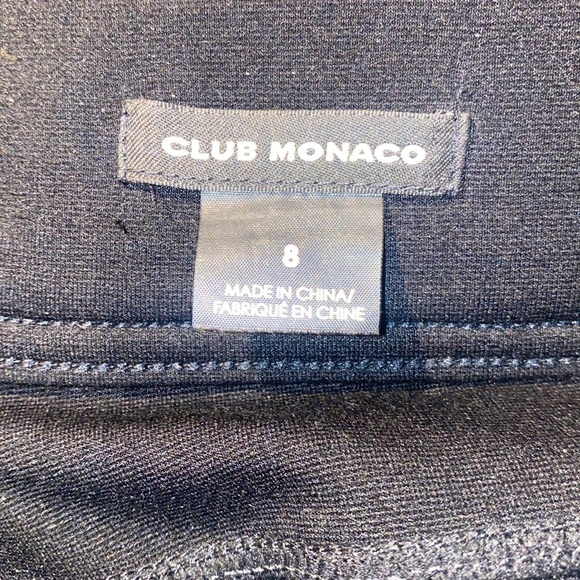 CLUB MONACO
8
MADE IN CHINA/
FABRIQUÉ EN CHINE